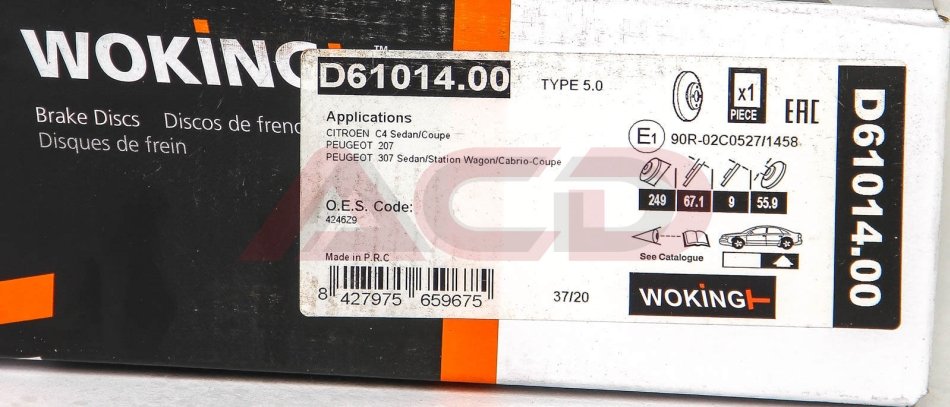 WOKING
™
Brake Discs Discos de freno
Disques de frein
D61014.00
TYPE 5.0
x1
PIECE
EAC
Applications
CITROEN C4 Sedan/Coupe
PEUGEOT 207
PEUGEOT 307 Sedan/Station Wagon/Cabrio-Coupe
E1 90R-02C0527/1458
249 67.1 9 55.9
O.E.S. Code:
4246Z9
See Catalogue
Made in P.R.C
8 427975 659675
37/20
WOKING
D61014.00
ACD